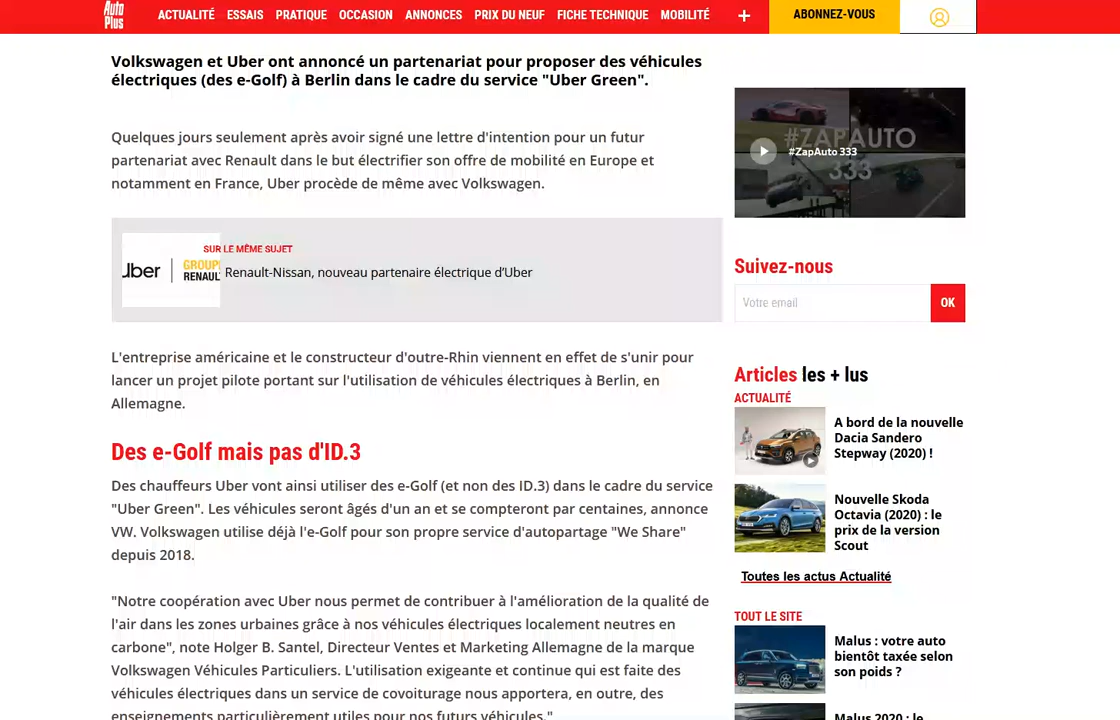 Auto
Plus
ACTUALITÉ ESSAIS PRATIQUE OCCASION ANNONCES PRIX DU NEUF FICHE TECHNIQUE MOBILITÉ + ABONNEZ-VOUS
Volkswagen et Uber ont annoncé un partenariat pour proposer des véhicules
électriques (des e-Golf) à Berlin dans le cadre du service "Uber Green".
Quelques jours seulement après avoir signé une lettre d'intention pour un futur
partenariat avec Renault dans le but électrifier son offre de mobilité en Europe et
notamment en France, Uber procède de même avec Volkswagen.
SUR LE MÊME SUJET
Uber
GROUPE
RENAUL
Renault-Nissan, nouveau partenaire électrique d’Uber
L'entreprise américaine et le constructeur d'outre-Rhin viennent en effet de s'unir pour
lancer un projet pilote portant sur l'utilisation de véhicules électriques à Berlin, en
Allemagne.
Des e-Golf mais pas d'ID.3
Des chauffeurs Uber vont ainsi utiliser des e-Golf (et non des ID.3) dans le cadre du service
"Uber Green". Les véhicules seront âgés d'un an et se compteront par centaines, annonce
VW. Volkswagen utilise déjà l'e-Golf pour son propre service d'autopartage "We Share"
depuis 2018.
"Notre coopération avec Uber nous permet de contribuer à l'amélioration de la qualité de
l'air dans les zones urbaines grâce à nos véhicules électriques localement neutres en
carbone", note Holger B. Santel, Directeur Ventes et Marketing Allemagne de la marque
Volkswagen Véhicules Particuliers. L'utilisation exigeante et continue qui est faite des
véhicules électriques dans un service de covoiturage nous apportera, en outre, des
enseignements particulièrement utiles pour nos futurs véhicules."
#ZAPAUTO
333
#ZapAuto 333
Suivez-nous
Votre email
OK
Articles les + lus
ACTUALITÉ
A bord de la nouvelle
Dacia Sandero
Stepway (2020) !
Nouvelle Skoda
Octavia (2020) : le
prix de la version
Scout
Toutes les actus Actualité
TOUT LE SITE
Malus : votre auto
bientôt taxée selon
son poids ?
Malus 2020 : le